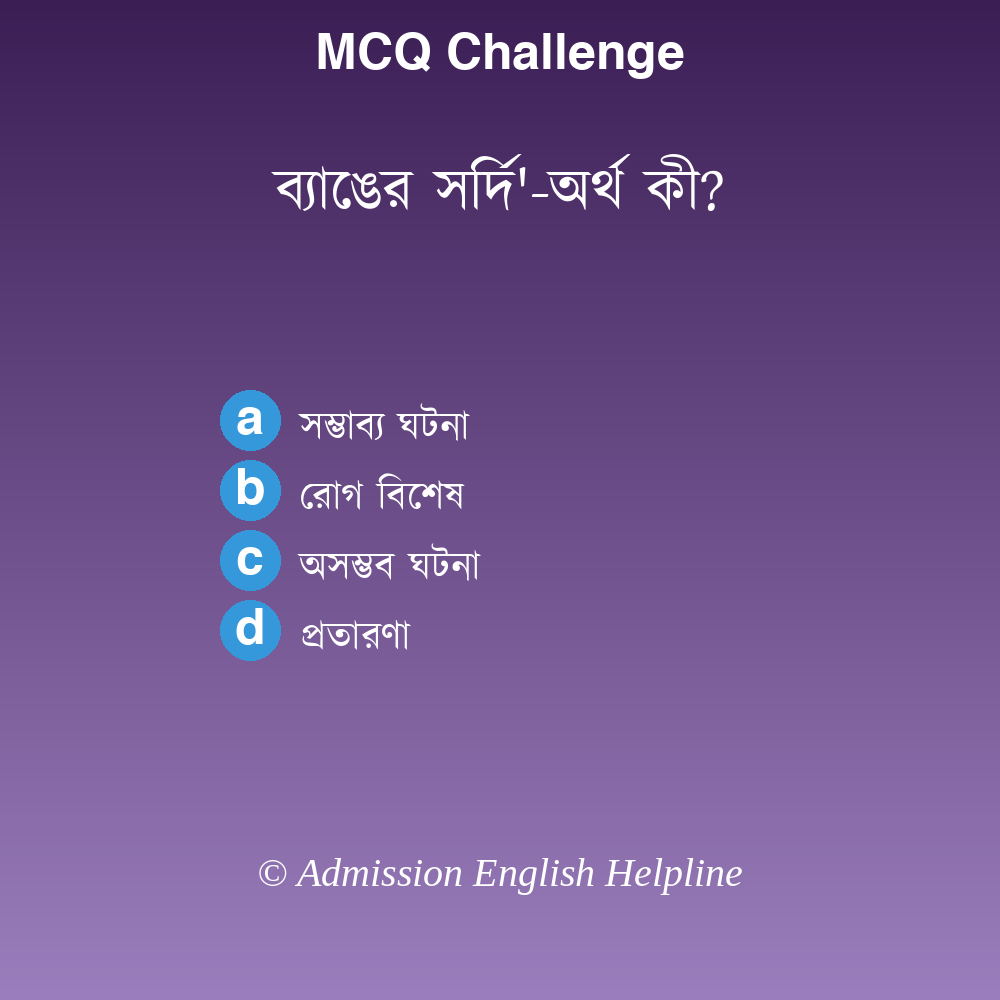 MCQ Challenge
ব্যাঙের সর্দি'-অর্থ কী?
a সম্ভাব্য ঘটনা
b রোগ বিশেষ
c অসম্ভব ঘটনা
d প্রতারণা
© Admission English Helpline